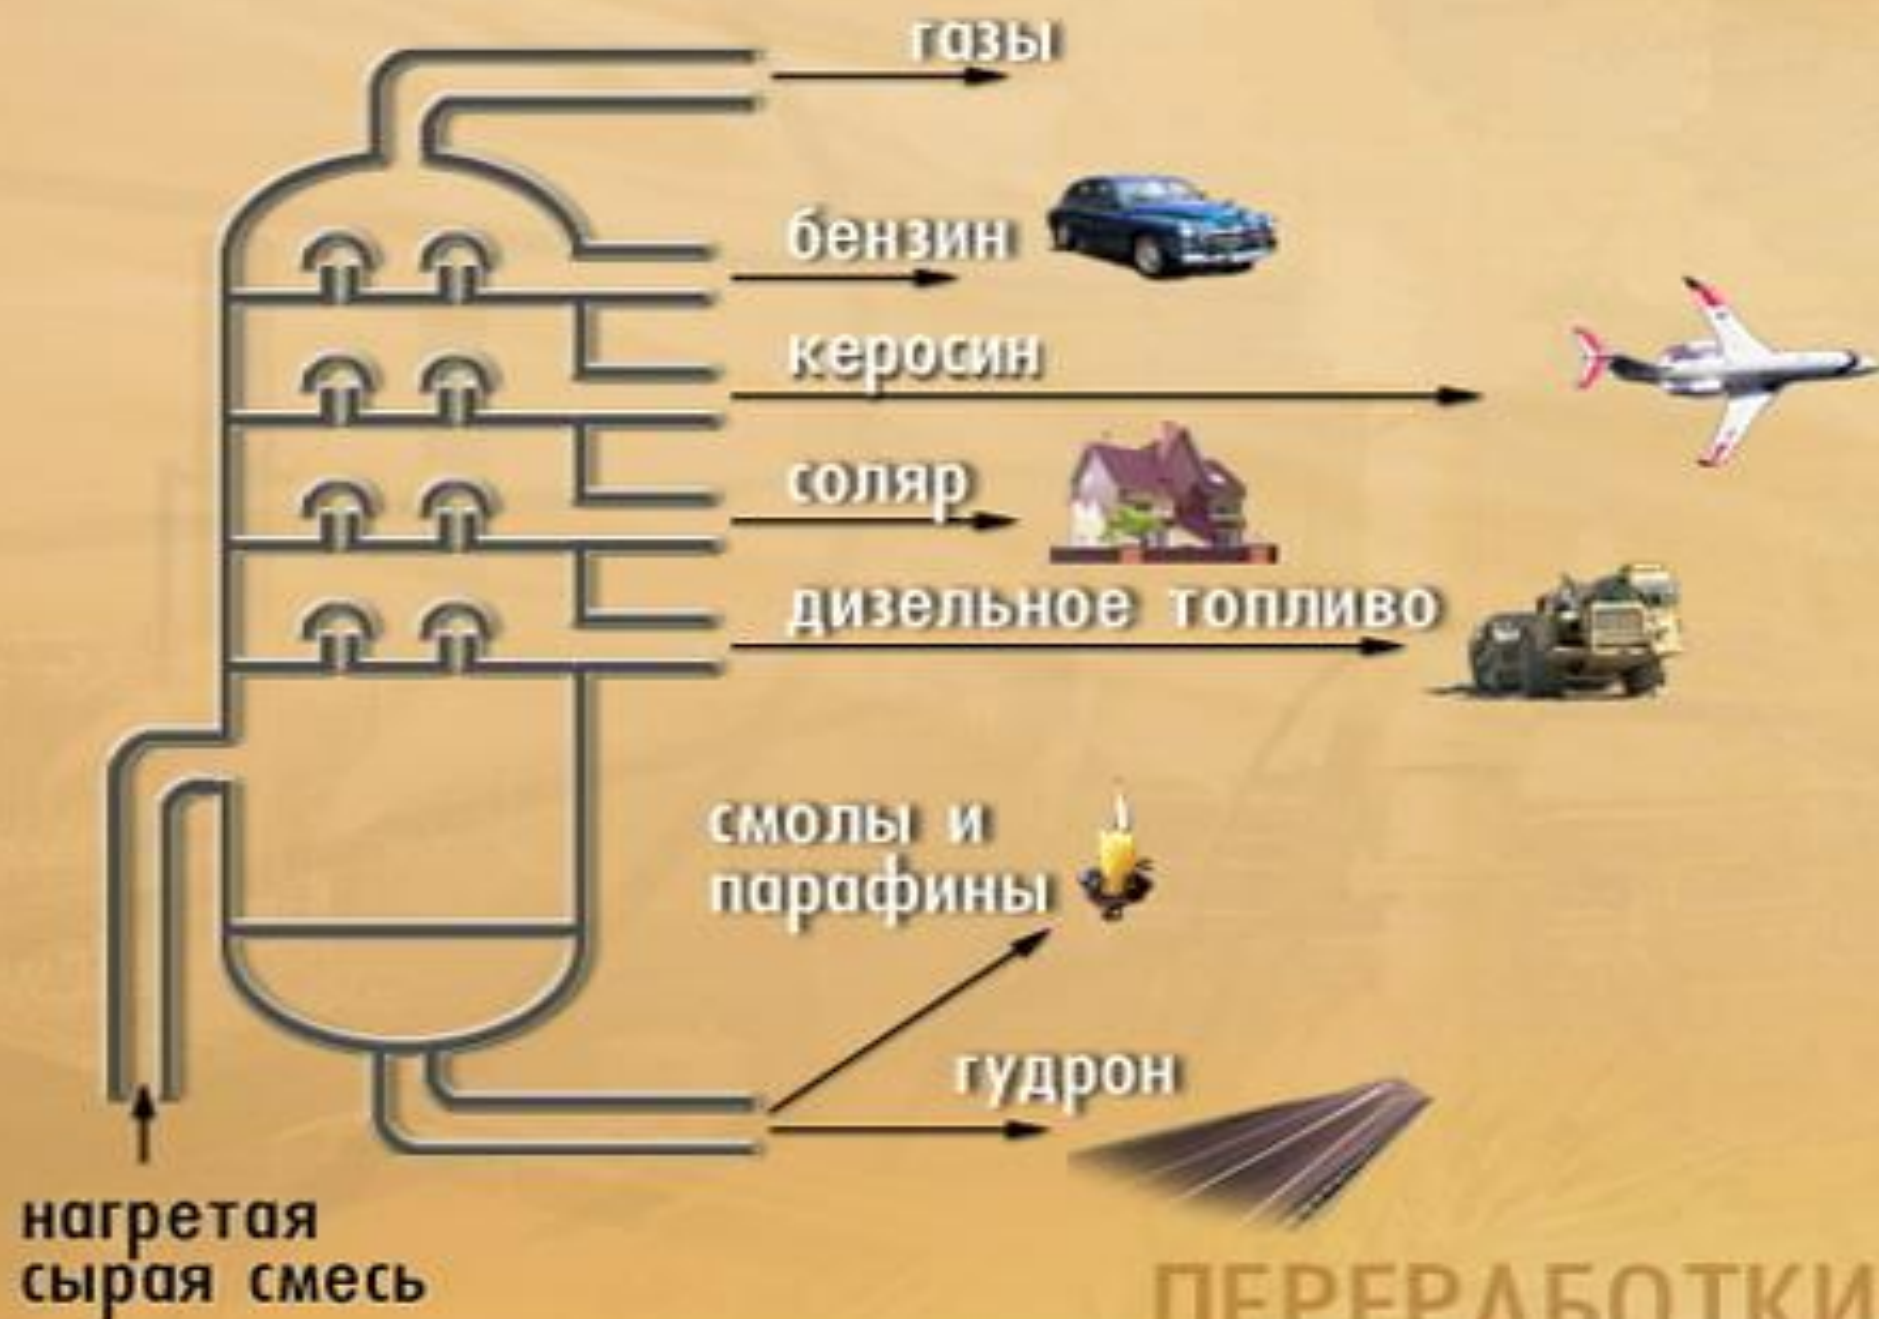 газы
бензин
керосин
соляр
дизельное топливо
смолы и
парафины
гудрон
нагретая
сырая смесь
ПЕРЕРАБОТКИ